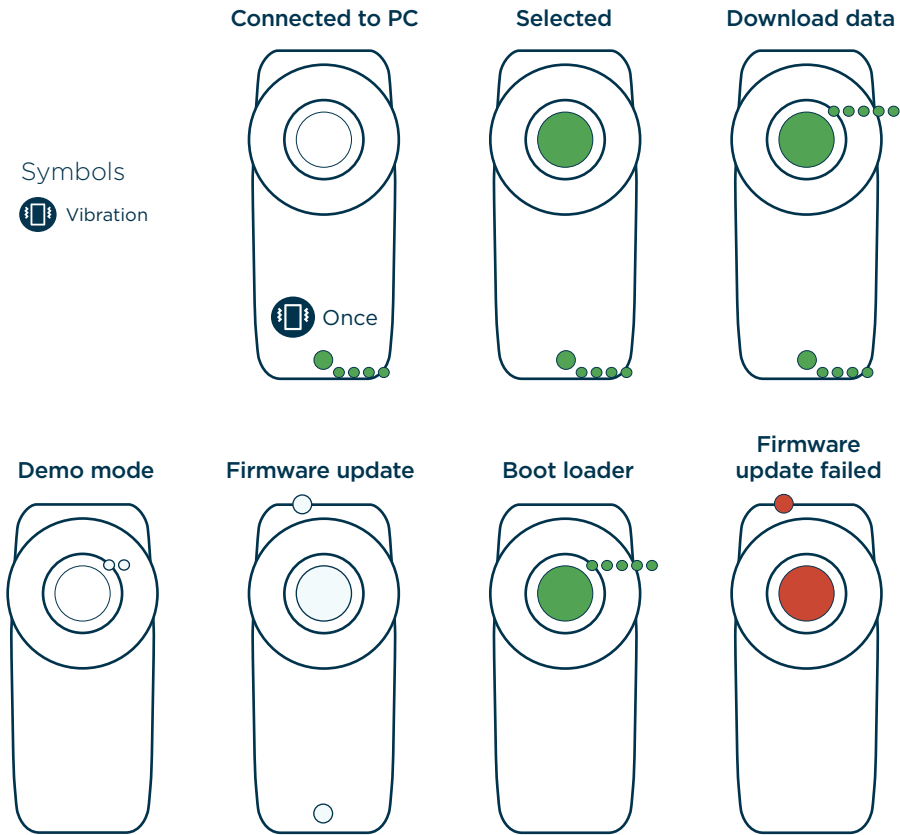 Connected to PC
Selected
Download data
Symbols
Vibration
Once
Demo mode
Firmware update
Boot loader
Firmware
update failed